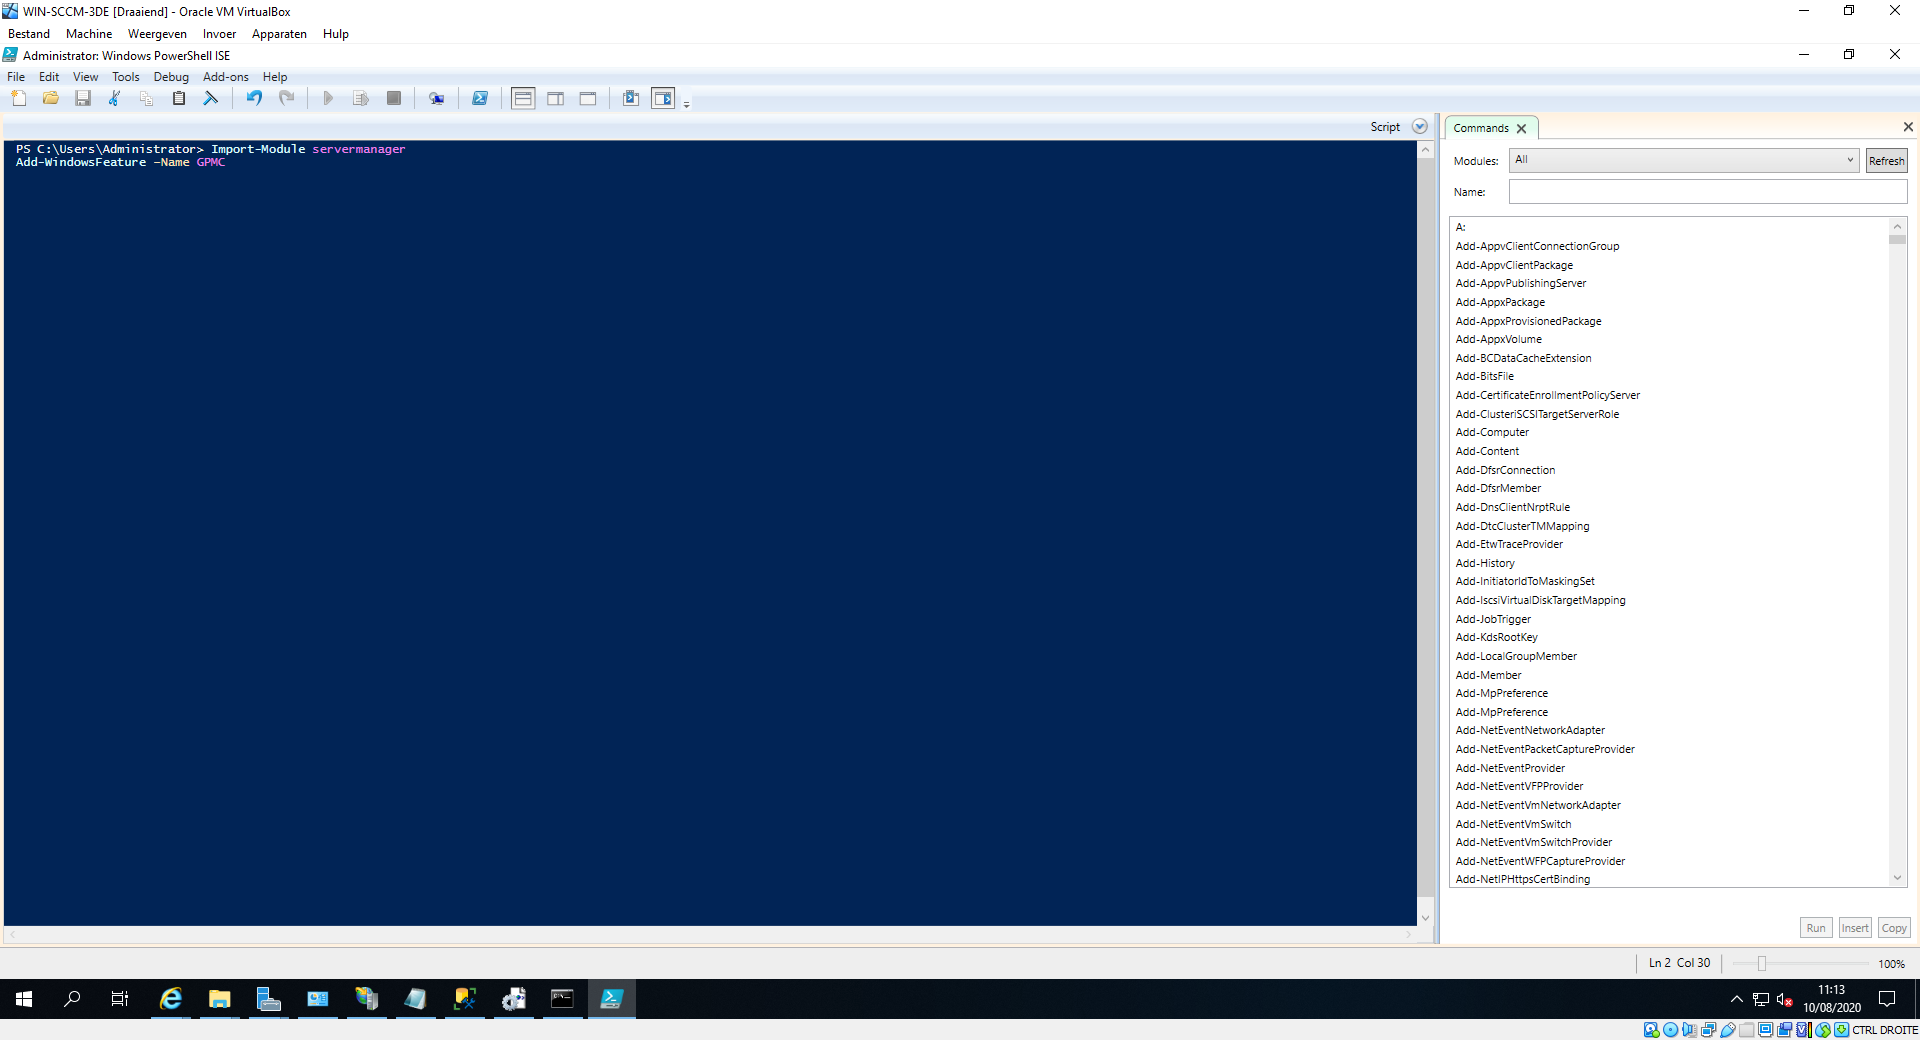 WIN-SCCM-3DE [Draaiend] - Oracle VM VirtualBox
Bestand Machine Weergeven Invoer Apparaten Hulp
Administrator: Windows PowerShell ISE
File Edit View Tools Debug Add-ons Help
Script
PS C:\Users\Administrator> Import-Module servermanager
Add-WindowsFeature -Name GPMC
Commands
Modules: All Refresh
Name:
A:
Add-AppvClientConnectionGroup
Add-AppvClientPackage
Add-AppvPublishingServer
Add-AppxPackage
Add-AppxProvisionedPackage
Add-AppxVolume
Add-BCDataCacheExtension
Add-BitsFile
Add-CertificateEnrollmentPolicyServer
Add-ClusteriSCSITargetServerRole
Add-Computer
Add-Content
Add-DfsrConnection
Add-DfsrMember
Add-DnsClientNrptRule
Add-DtcClusterTMMapping
Add-EtwTraceProvider
Add-History
Add-InitiatorIdToMaskingSet
Add-IscsiVirtualDiskTargetMapping
Add-JobTrigger
Add-KdsRootKey
Add-LocalGroupMember
Add-Member
Add-MpPreference
Add-MpPreference
Add-NetEventNetworkAdapter
Add-NetEventPacketCaptureProvider
Add-NetEventProvider
Add-NetEventVFPProvider
Add-NetEventVmNetworkAdapter
Add-NetEventVmSwitch
Add-NetEventVmSwitchProvider
Add-NetEventWFPCaptureProvider
Add-NetIPHttpsCertBinding
Run Insert Copy
Ln 2 Col 30 100%
11:13
10/08/2020
CTRL DROITE